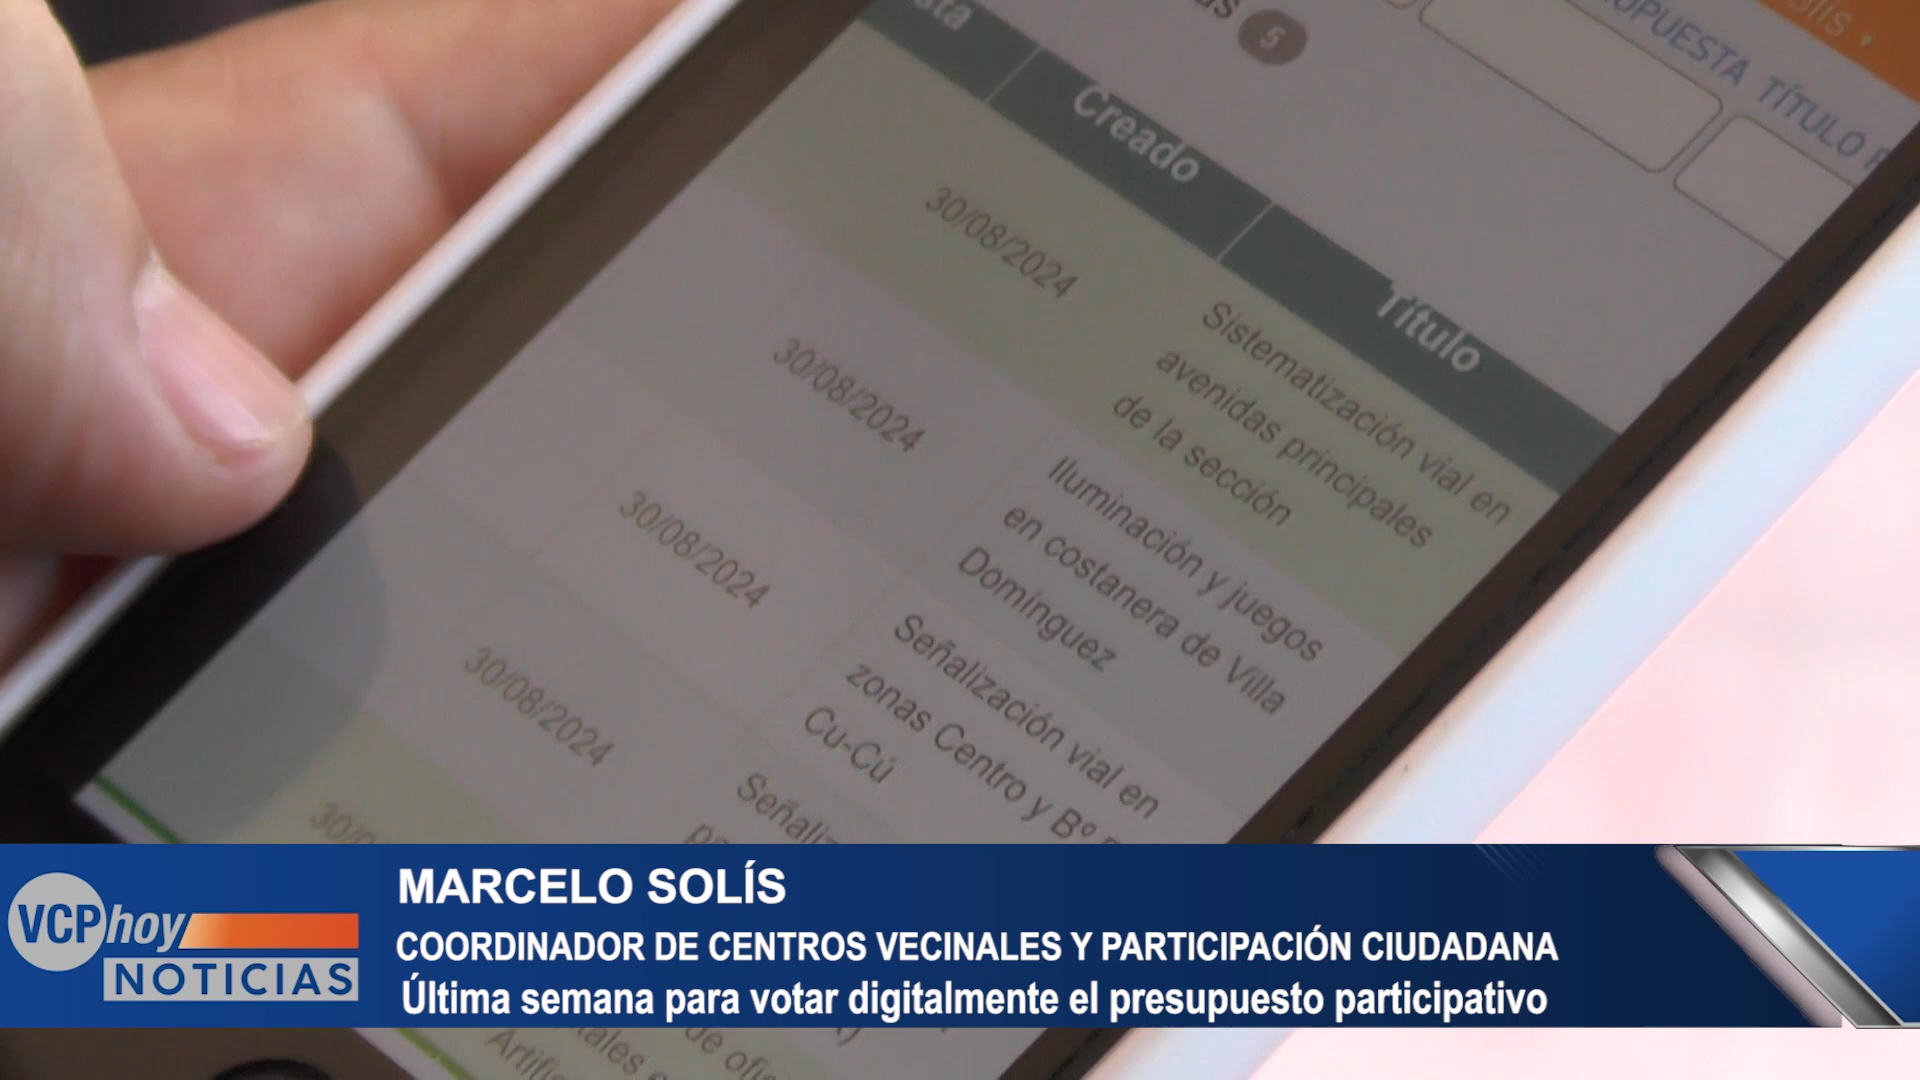 5
TÍTULO
Creado
Título
30/08/2024
Sistematización vial en
avenidas principales
de la sección
30/08/2024
Iluminación y juegos
en costanera de Villa
Domínguez
30/08/2024
Señalización vial en
zonas Centro y Bº
Cu-Cú
30/08/2024
VCPhoy
NOTICIAS
MARCELO SOLÍS
COORDINADOR DE CENTROS VECINALES Y PARTICIPACIÓN CIUDADANA
Última semana para votar digitalmente el presupuesto participativo
de